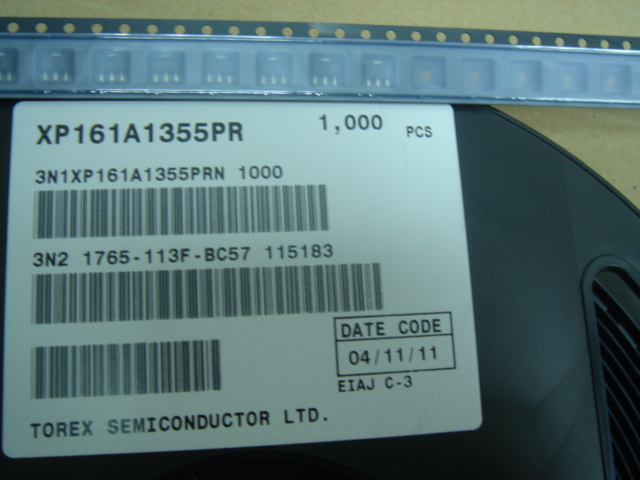 XP161A1355PR 1,000 PCS
3N1XP161A1355PRN 1000
3N2 1765-113F-BC57 115183
DATE CODE
04/11/11
EIAJ C-3
TOREX SEMICONDUCTOR LTD.